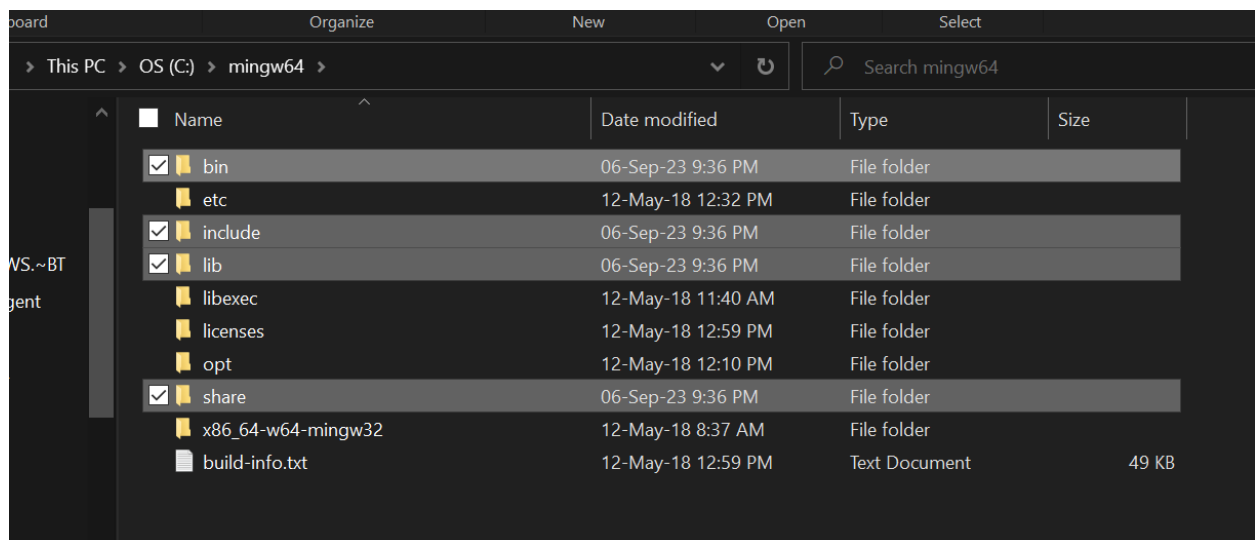 Organize New Open Select
This PC > OS (C:) > mingw64 >
Search mingw64
Name Date modified Type Size
bin 06-Sep-23 9:36 PM File folder
etc 12-May-18 12:32 PM File folder
include 06-Sep-23 9:36 PM File folder
WS.~BT
lib 06-Sep-23 9:36 PM File folder
libexec 12-May-18 11:40 AM File folder
licenses 12-May-18 12:59 PM File folder
opt 12-May-18 12:10 PM File folder
share 06-Sep-23 9:36 PM File folder
x86_64-w64-mingw32 12-May-18 8:37 AM File folder
build-info.txt 12-May-18 12:59 PM Text Document 49 KB